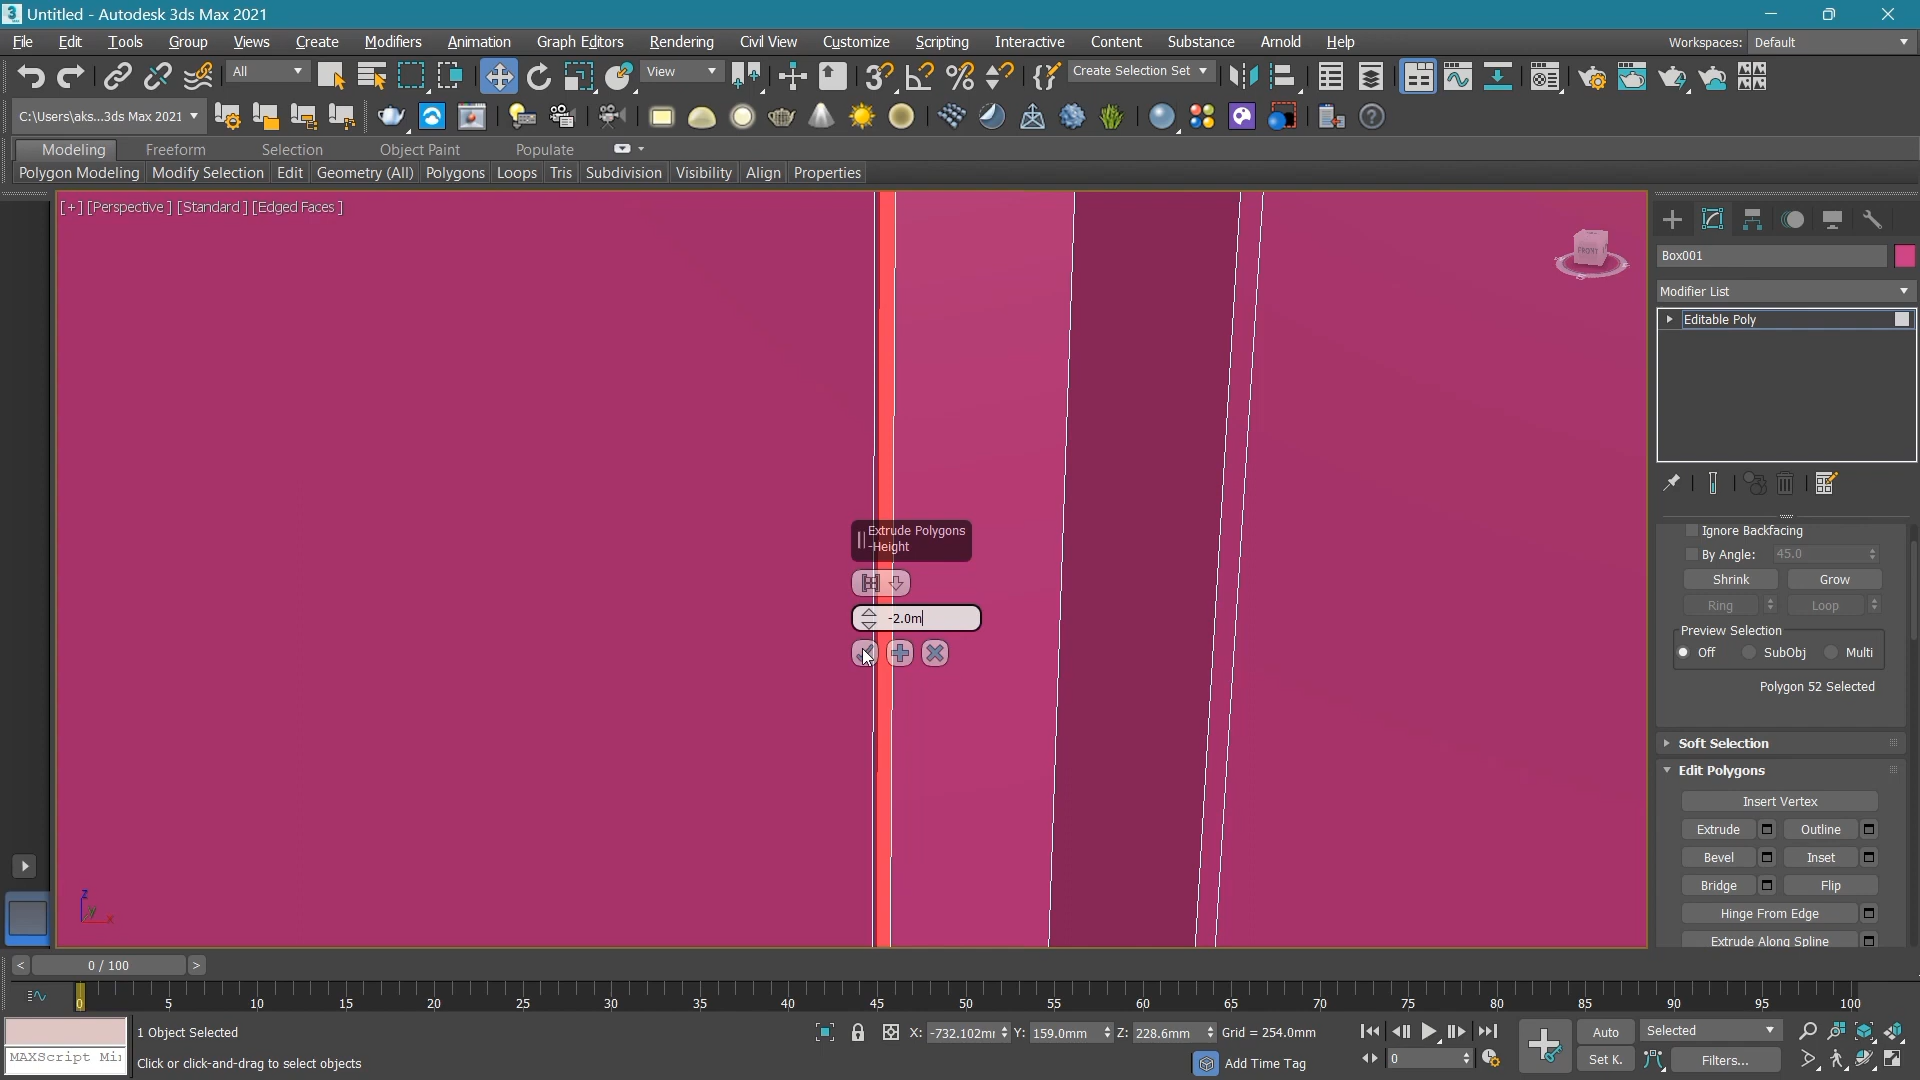 Untitled - Autodesk 3ds Max 2021
File Edit Tools Group Views Create Modifiers Animation Graph Editors Rendering Civil View Customize Scripting Interactive Content Substance Arnold Help Workspaces: Default
All View Create Selection Set
C:\Users\aks...3ds Max 2021
Modeling Freeform Selection Object Paint Populate
Polygon Modeling Modify Selection Edit Geometry (All) Polygons Loops Tris Subdivision Visibility Align Properties
[+] [Perspective] [Standard] [Edged Faces]
FRONT
Box001
Modifier List
Editable Poly
Extrude Polygons
-Height
-2.0m
Ignore Backfacing
By Angle: 45.0
Shrink Grow
Ring Loop
Preview Selection
Off SubObj Multi
Polygon 52 Selected
Soft Selection
Edit Polygons
Insert Vertex
Extrude Outline
Bevel Inset
Bridge Flip
Hinge From Edge
Extrude Along Spline
z
y x
< 0 / 100 >
0 5 10 15 20 25 30 35 40 45 50 55 60 65 70 75 80 85 90 95 100
1 Object Selected
X: -732.102mr Y: 159.0mm Z: 228.6mm Grid = 254.0mm
Auto Selected
MAXScript Mi
Click or click-and-drag to select objects
Add Time Tag
0
Set K. Filters...